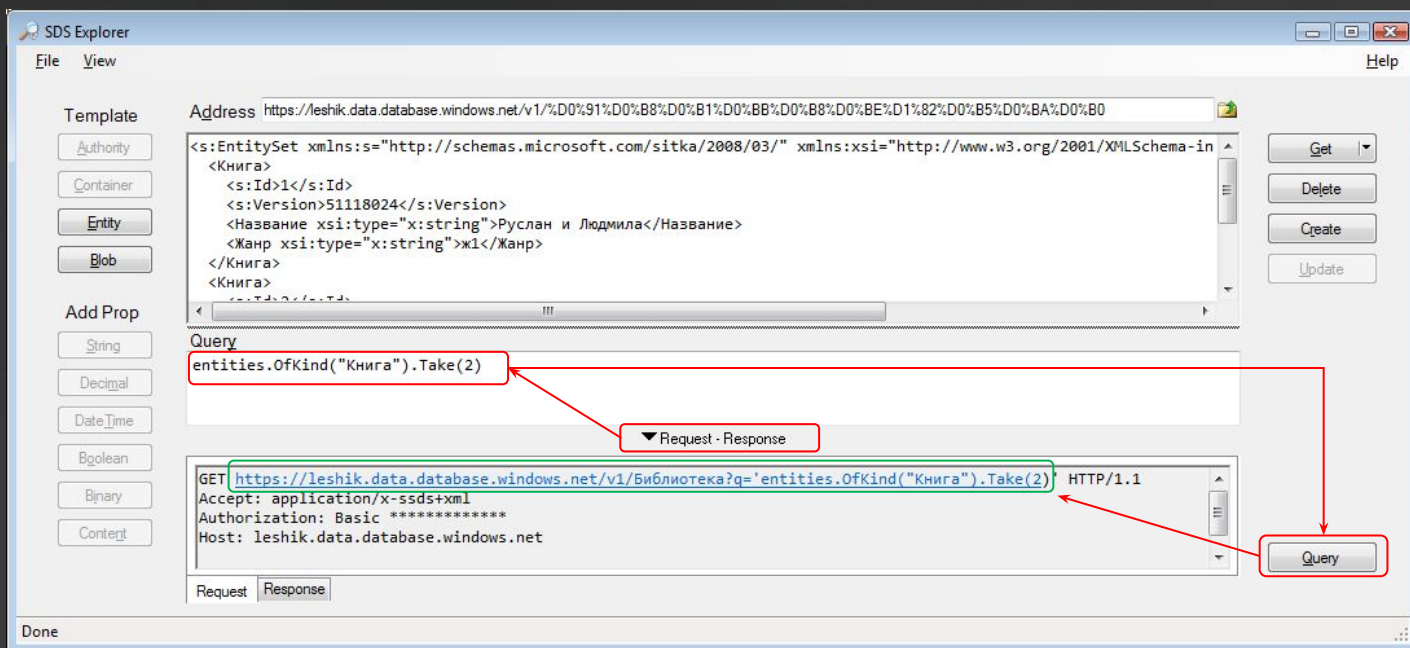 SDS Explorer
File View Help
Template
Authority
Container
Entity
Blob
Add Prop
String
Decimal
DateTime
Boolean
Binary
Content
Address https://leshik.data.database.windows.net/v1/%D0%91%D0%B8%D0%B1%D0%BB%D0%B8%D0%BE%D1%82%D0%B5%D0%BA%D0%B0
<s:EntitySet xmlns:s="http://schemas.microsoft.com/sitka/2008/03/" xmlns:xsi="http://www.w3.org/2001/XMLSchema-in
<Книга>
<s:Id>1</s:Id>
<s:Version>51118024</s:Version>
<Название xsi:type="x:string">Руслан и Людмила</Название>
<Жанр xsi:type="x:string">ж1</Жанр>
</Книга>
<Книга>
<s:Id>2</s:Id>
Get
Delete
Create
Update
Query
entities.OfKind("Книга").Take(2)
Request - Response
GET https://leshik.data.database.windows.net/v1/Библиотека?q='entities.OfKind("Книга").Take(2)' HTTP/1.1
Accept: application/x-ssds+xml
Authorization: Basic *************
Host: leshik.data.database.windows.net
Query
Request Response
Done